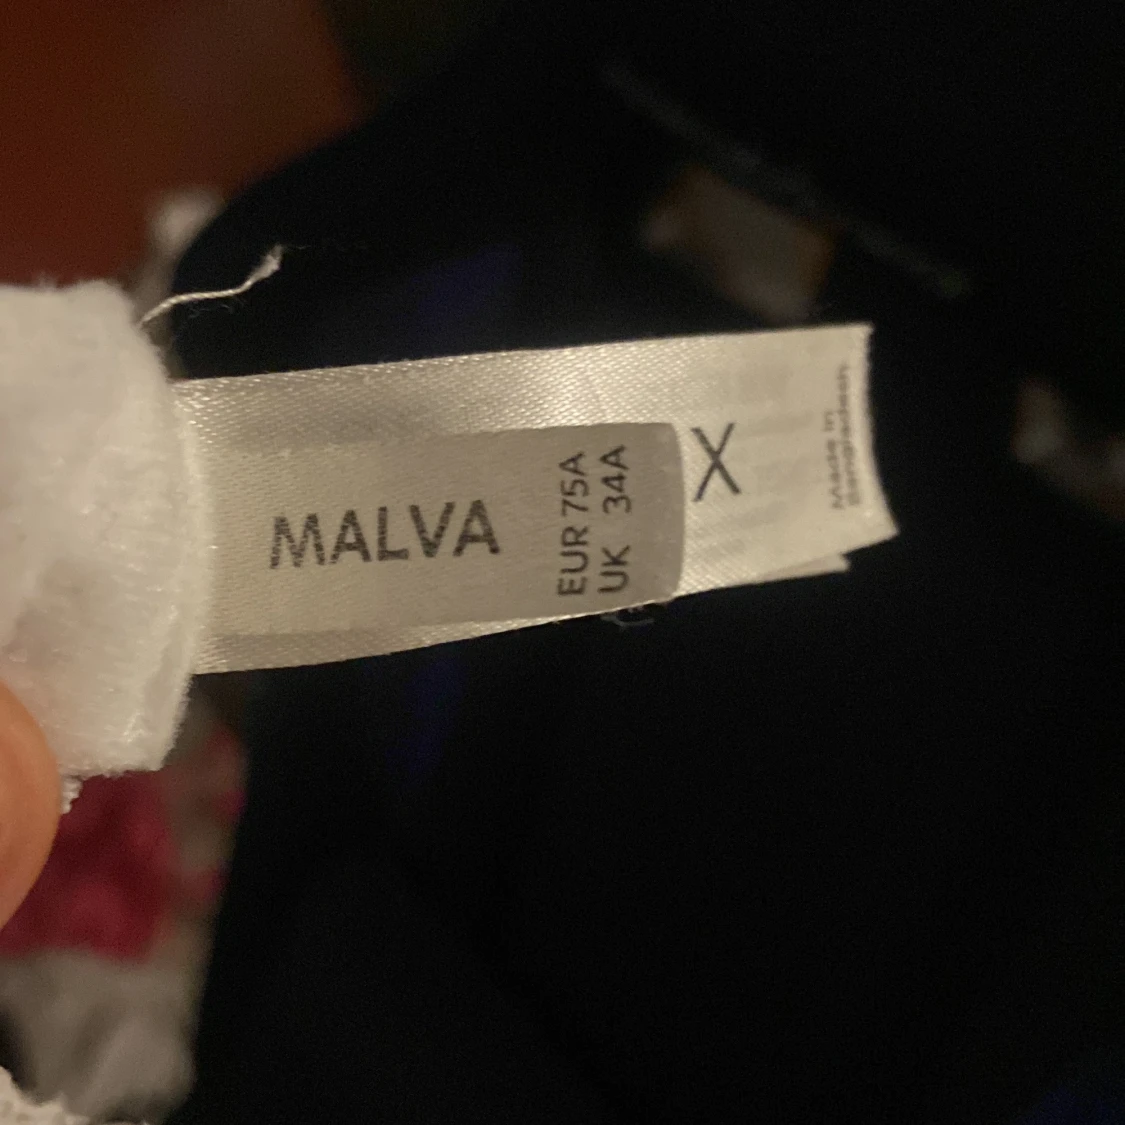 MALVA
EUR 75A
UK 34A
X
Made in
Bangladesh